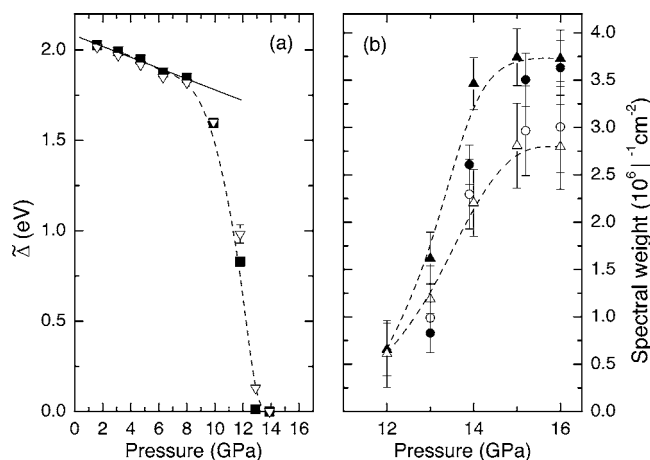 (a)
(b)
2.0
1.5
1.0
0.5
0.0
Δ̃ (eV)
0 2 4 6 8 10 12 14 16
Pressure (GPa)
12 14 16
Pressure (GPa)
4.0
3.5
3.0
2.5
2.0
1.5
1.0
0.5
0.0
Spectral weight (10⁶ |⁻¹cm⁻²)